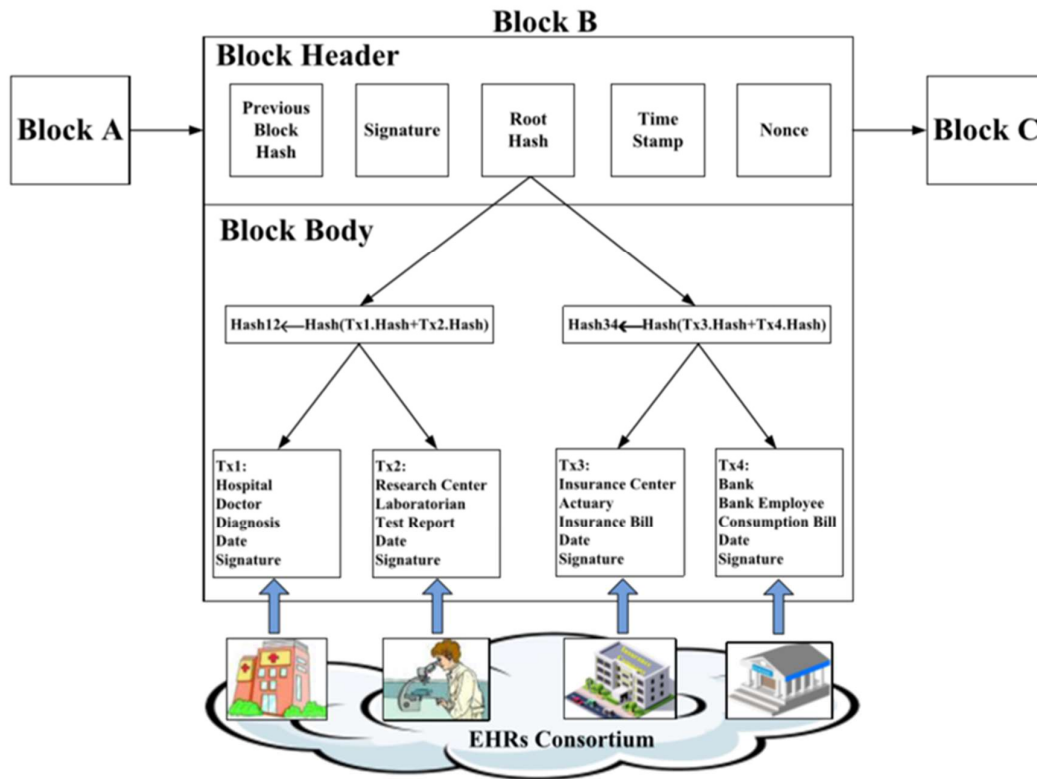 Block B
Block Header
Block A
Previous
Block
Hash
Signature
Root
Hash
Time
Stamp
Nonce
Block C
Block Body
Hash12←Hash(Tx1.Hash+Tx2.Hash)
Hash34←Hash(Tx3.Hash+Tx4.Hash)
Tx1:
Hospital
Doctor
Diagnosis
Date
Signature
Tx2:
Research Center
Laboratorian
Test Report
Date
Signature
Tx3:
Insurance Center
Actuary
Insurance Bill
Date
Signature
Tx4:
Bank
Bank Employee
Consumption Bill
Date
Signature
EHRs Consortium